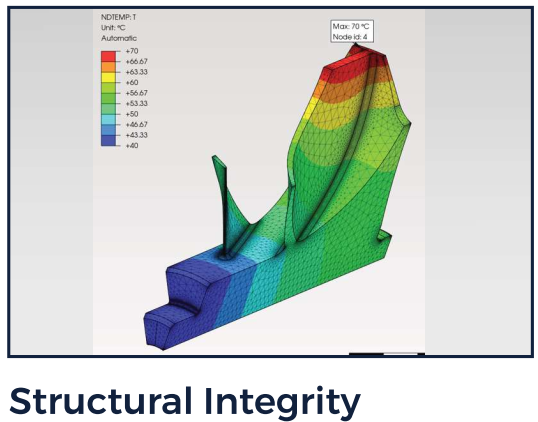 NDTEMP: T
Unit: °C
Automatic
+70
+66.67
+63.33
+60
+56.67
+53.33
+50
+46.67
+43.33
+40
Max: 70 °C
Node id: 4
Structural Integrity